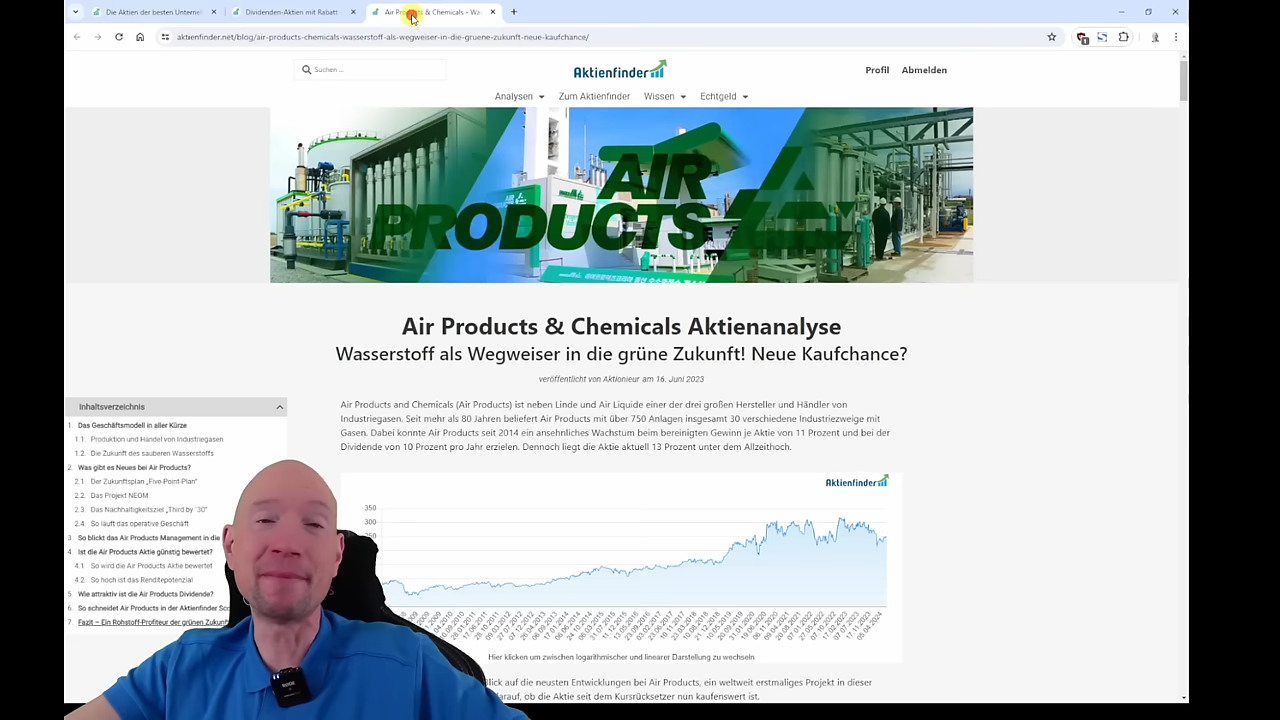 Die Aktien der besten Unterneh
Dividenden-Aktien mit Rabatt
Air Products & Chemicals - Was
aktienfinder.net/blog/air-products-chemicals-wasserstoff-als-wegweiser-in-die-gruene-zukunft-neue-kaufchance/
Suchen ...
Aktienfinder
Profil Abmelden
Analysen Zum Aktienfinder Wissen Echtgeld
AIR
PRODUCTS
Air Products & Chemicals Aktienanalyse
Wasserstoff als Wegweiser in die grüne Zukunft! Neue Kaufchance?
veröffentlicht von Aktionieur am 16. Juni 2023
Inhaltsverzeichnis
1. Das Geschäftsmodell in aller Kürze
1.1. Produktion und Handel von Industriegasen
1.2. Die Zukunft des sauberen Wasserstoffs
2. Was gibt es Neues bei Air Products?
2.1 Der Zukunftsplan „Five-Point-Plan“
2.2. Das Projekt NEOM
2.3. Das Nachhaltigkeitsziel „Third by ’30“
2.4. So läuft das operative Geschäft
3. So blickt das Air Products Management in die
4. Ist die Air Products Aktie günstig bewertet?
4.1 So wird die Air Products Aktie bewertet
4.2. So hoch ist das Renditepotenzial
5. Wie attraktiv ist die Air Products Dividende?
6. So schneidet Air Products in der Aktienfinder Sco
7. Fazit – Ein Rohstoff-Profiteur der grünen Zukunf
Air Products and Chemicals (Air Products) ist neben Linde und Air Liquide einer der drei großen Hersteller und Händler von
Industriegasen. Seit mehr als 80 Jahren beliefert Air Products mit über 750 Anlagen insgesamt 30 verschiedene Industriezweige mit
Gasen. Dabei konnte Air Products seit 2014 ein ansehnliches Wachstum beim bereinigten Gewinn je Aktie von 11 Prozent und bei der
Dividende von 10 Prozent pro Jahr erzielen. Dennoch liegt die Aktie aktuell 13 Prozent unter dem Allzeithoch.
Aktienfinder
350
300
250
Hier klicken um zwischen logarithmischer und linearer Darstellung zu wechseln
Blick auf die neusten Entwicklungen bei Air Products, ein weltweit erstmaliges Projekt in dieser
darauf, ob die Aktie seit dem Kursrücksetzer nun kaufenswert ist.
RODE